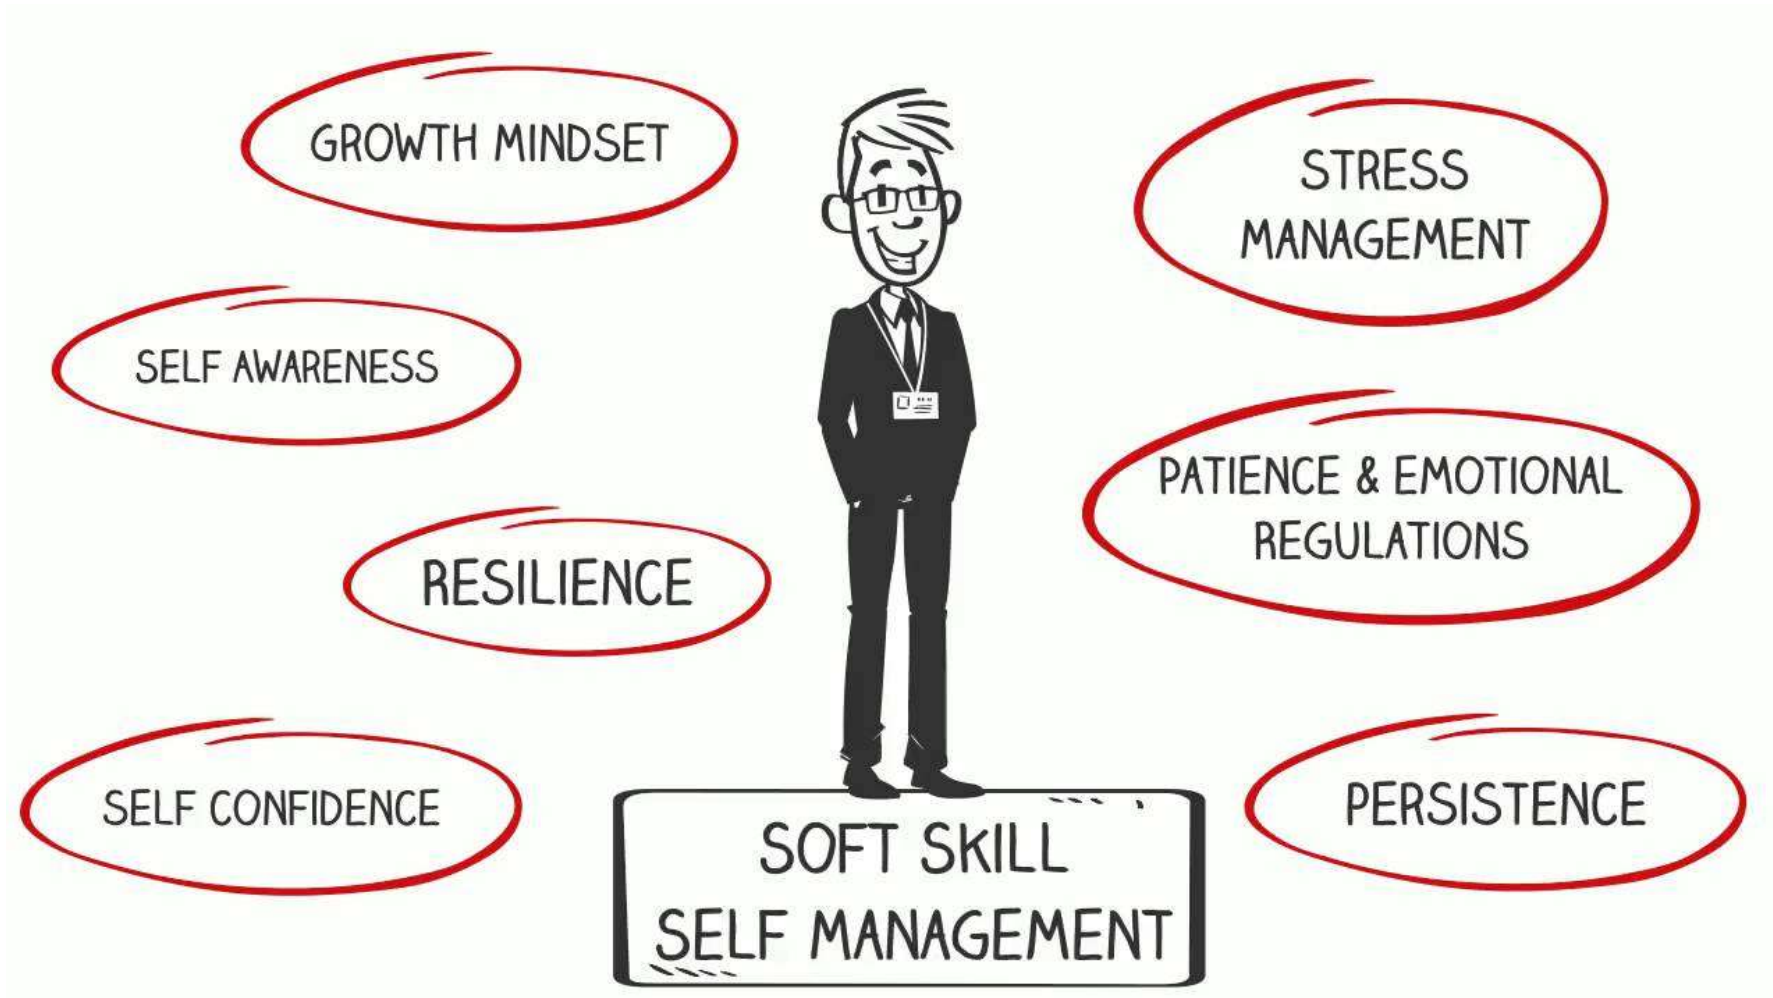 GROWTH MINDSET
STRESS
MANAGEMENT
SELF AWARENESS
PATIENCE & EMOTIONAL
REGULATIONS
RESILIENCE
SELF CONFIDENCE
PERSISTENCE
SOFT SKILL
SELF MANAGEMENT